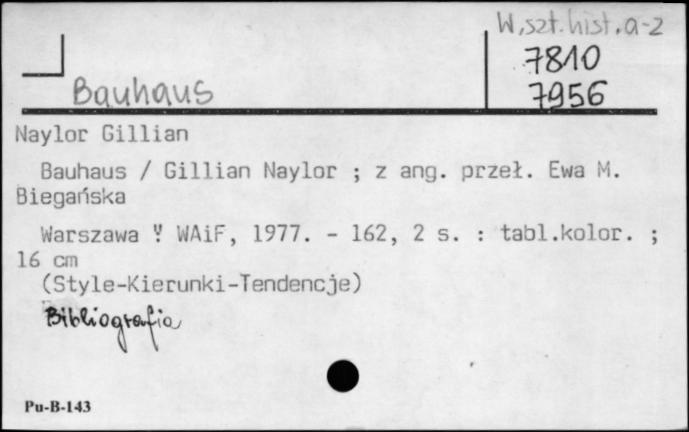 W. szt. hist. a-z
7810
Bauhaus
7956
Naylor Gillian
Bauhaus / Gillian Naylor ; z ang. przeł. Ewa M.
Biegańska
Warszawa : WAiF, 1977. - 162, 2 s. : tabl.kolor. ;
16 cm
(Style-Kierunki-Tendencje)
Bibliografia
Pu-B-143